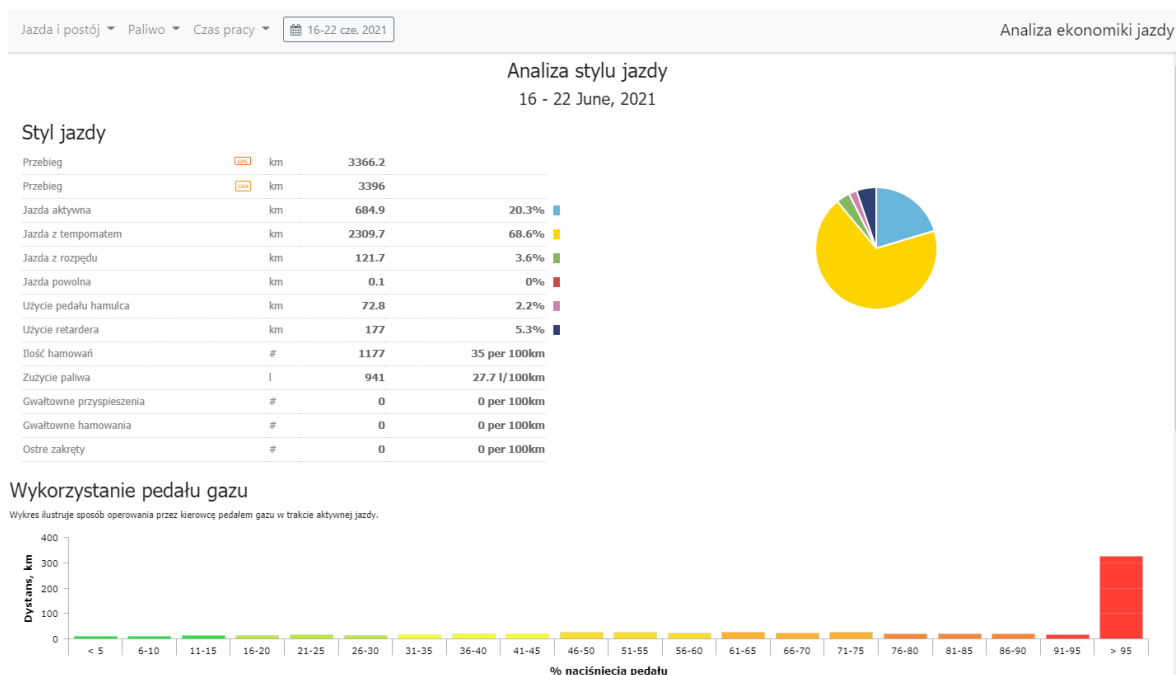 Jazda i postój Paliwo Czas pracy 16-22 cze, 2021 Analiza ekonomiki jazdy
Analiza stylu jazdy
16 - 22 June, 2021
Styl jazdy
Przebieg GPS km 3366.2
Przebieg CAN km 3396
Jazda aktywna km 684.9 20.3%
Jazda z tempomatem km 2309.7 68.6%
Jazda z rozpędu km 121.7 3.6%
Jazda powolna km 0.1 0%
Użycie pedału hamulca km 72.8 2.2%
Użycie retardera km 177 5.3%
Ilość hamowań # 1177 35 per 100km
Zużycie paliwa l 941 27.7 l/100km
Gwałtowne przyspieszenia # 0 0 per 100km
Gwałtowne hamowania # 0 0 per 100km
Ostre zakręty # 0 0 per 100km
Wykorzystanie pedału gazu
Wykres ilustruje sposób operowania przez kierowcę pedałem gazu w trakcie aktywnej jazdy.
Dystans, km
400
300
200
100
0
< 5 6-10 11-15 16-20 21-25 26-30 31-35 36-40 41-45 46-50 51-55 56-60 61-65 66-70 71-75 76-80 81-85 86-90 91-95 > 95
% naciśnięcia pedału